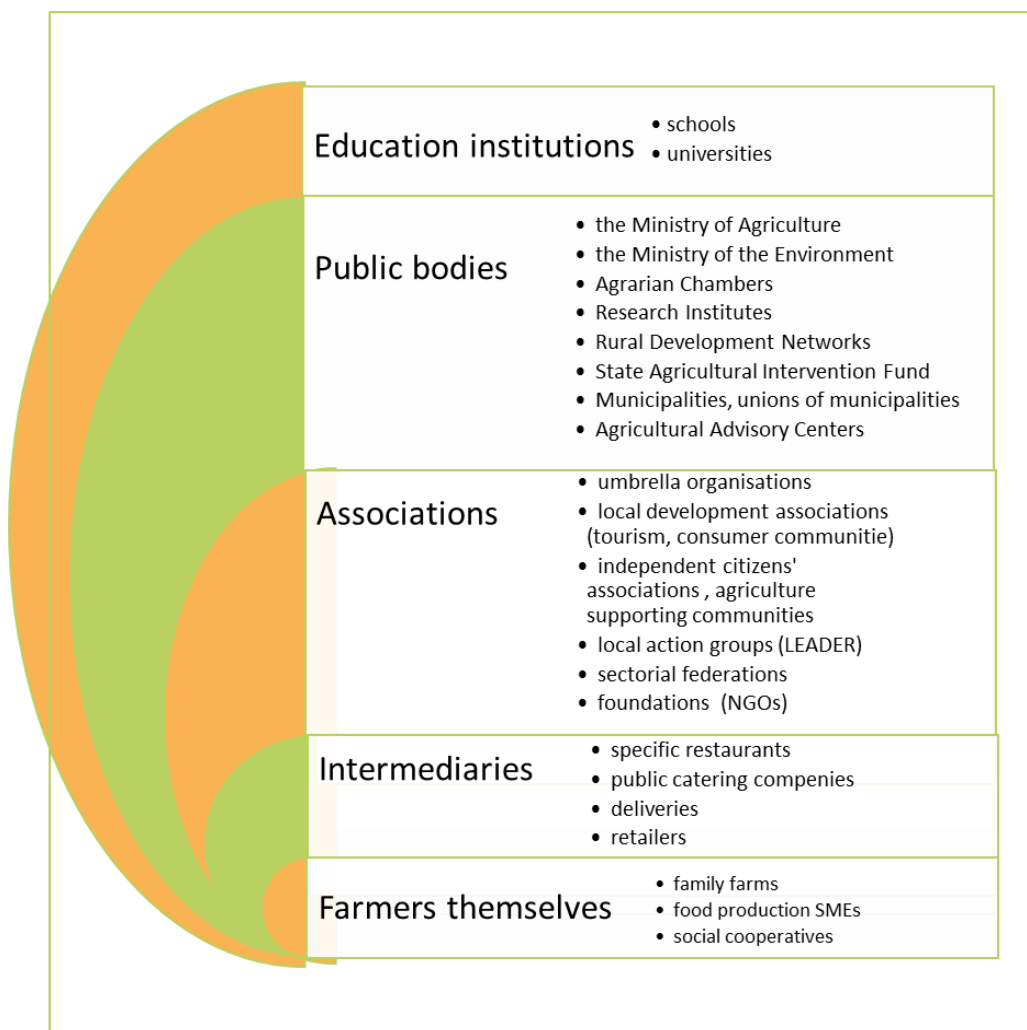 Education institutions
• schools
• universities
Public bodies
• the Ministry of Agriculture
• the Ministry of the Environment
• Agrarian Chambers
• Research Institutes
• Rural Development Networks
• State Agricultural Intervention Fund
• Municipalities, unions of municipalities
• Agricultural Advisory Centers
Associations
• umbrella organisations
• local development associations
(tourism, consumer communitie)
• independent citizens'
associations , agriculture
supporting communities
• local action groups (LEADER)
• sectorial federations
• foundations (NGOs)
Intermediaries
• specific restaurants
• public catering compenies
• deliveries
• retailers
Farmers themselves
• family farms
• food production SMEs
• social cooperatives